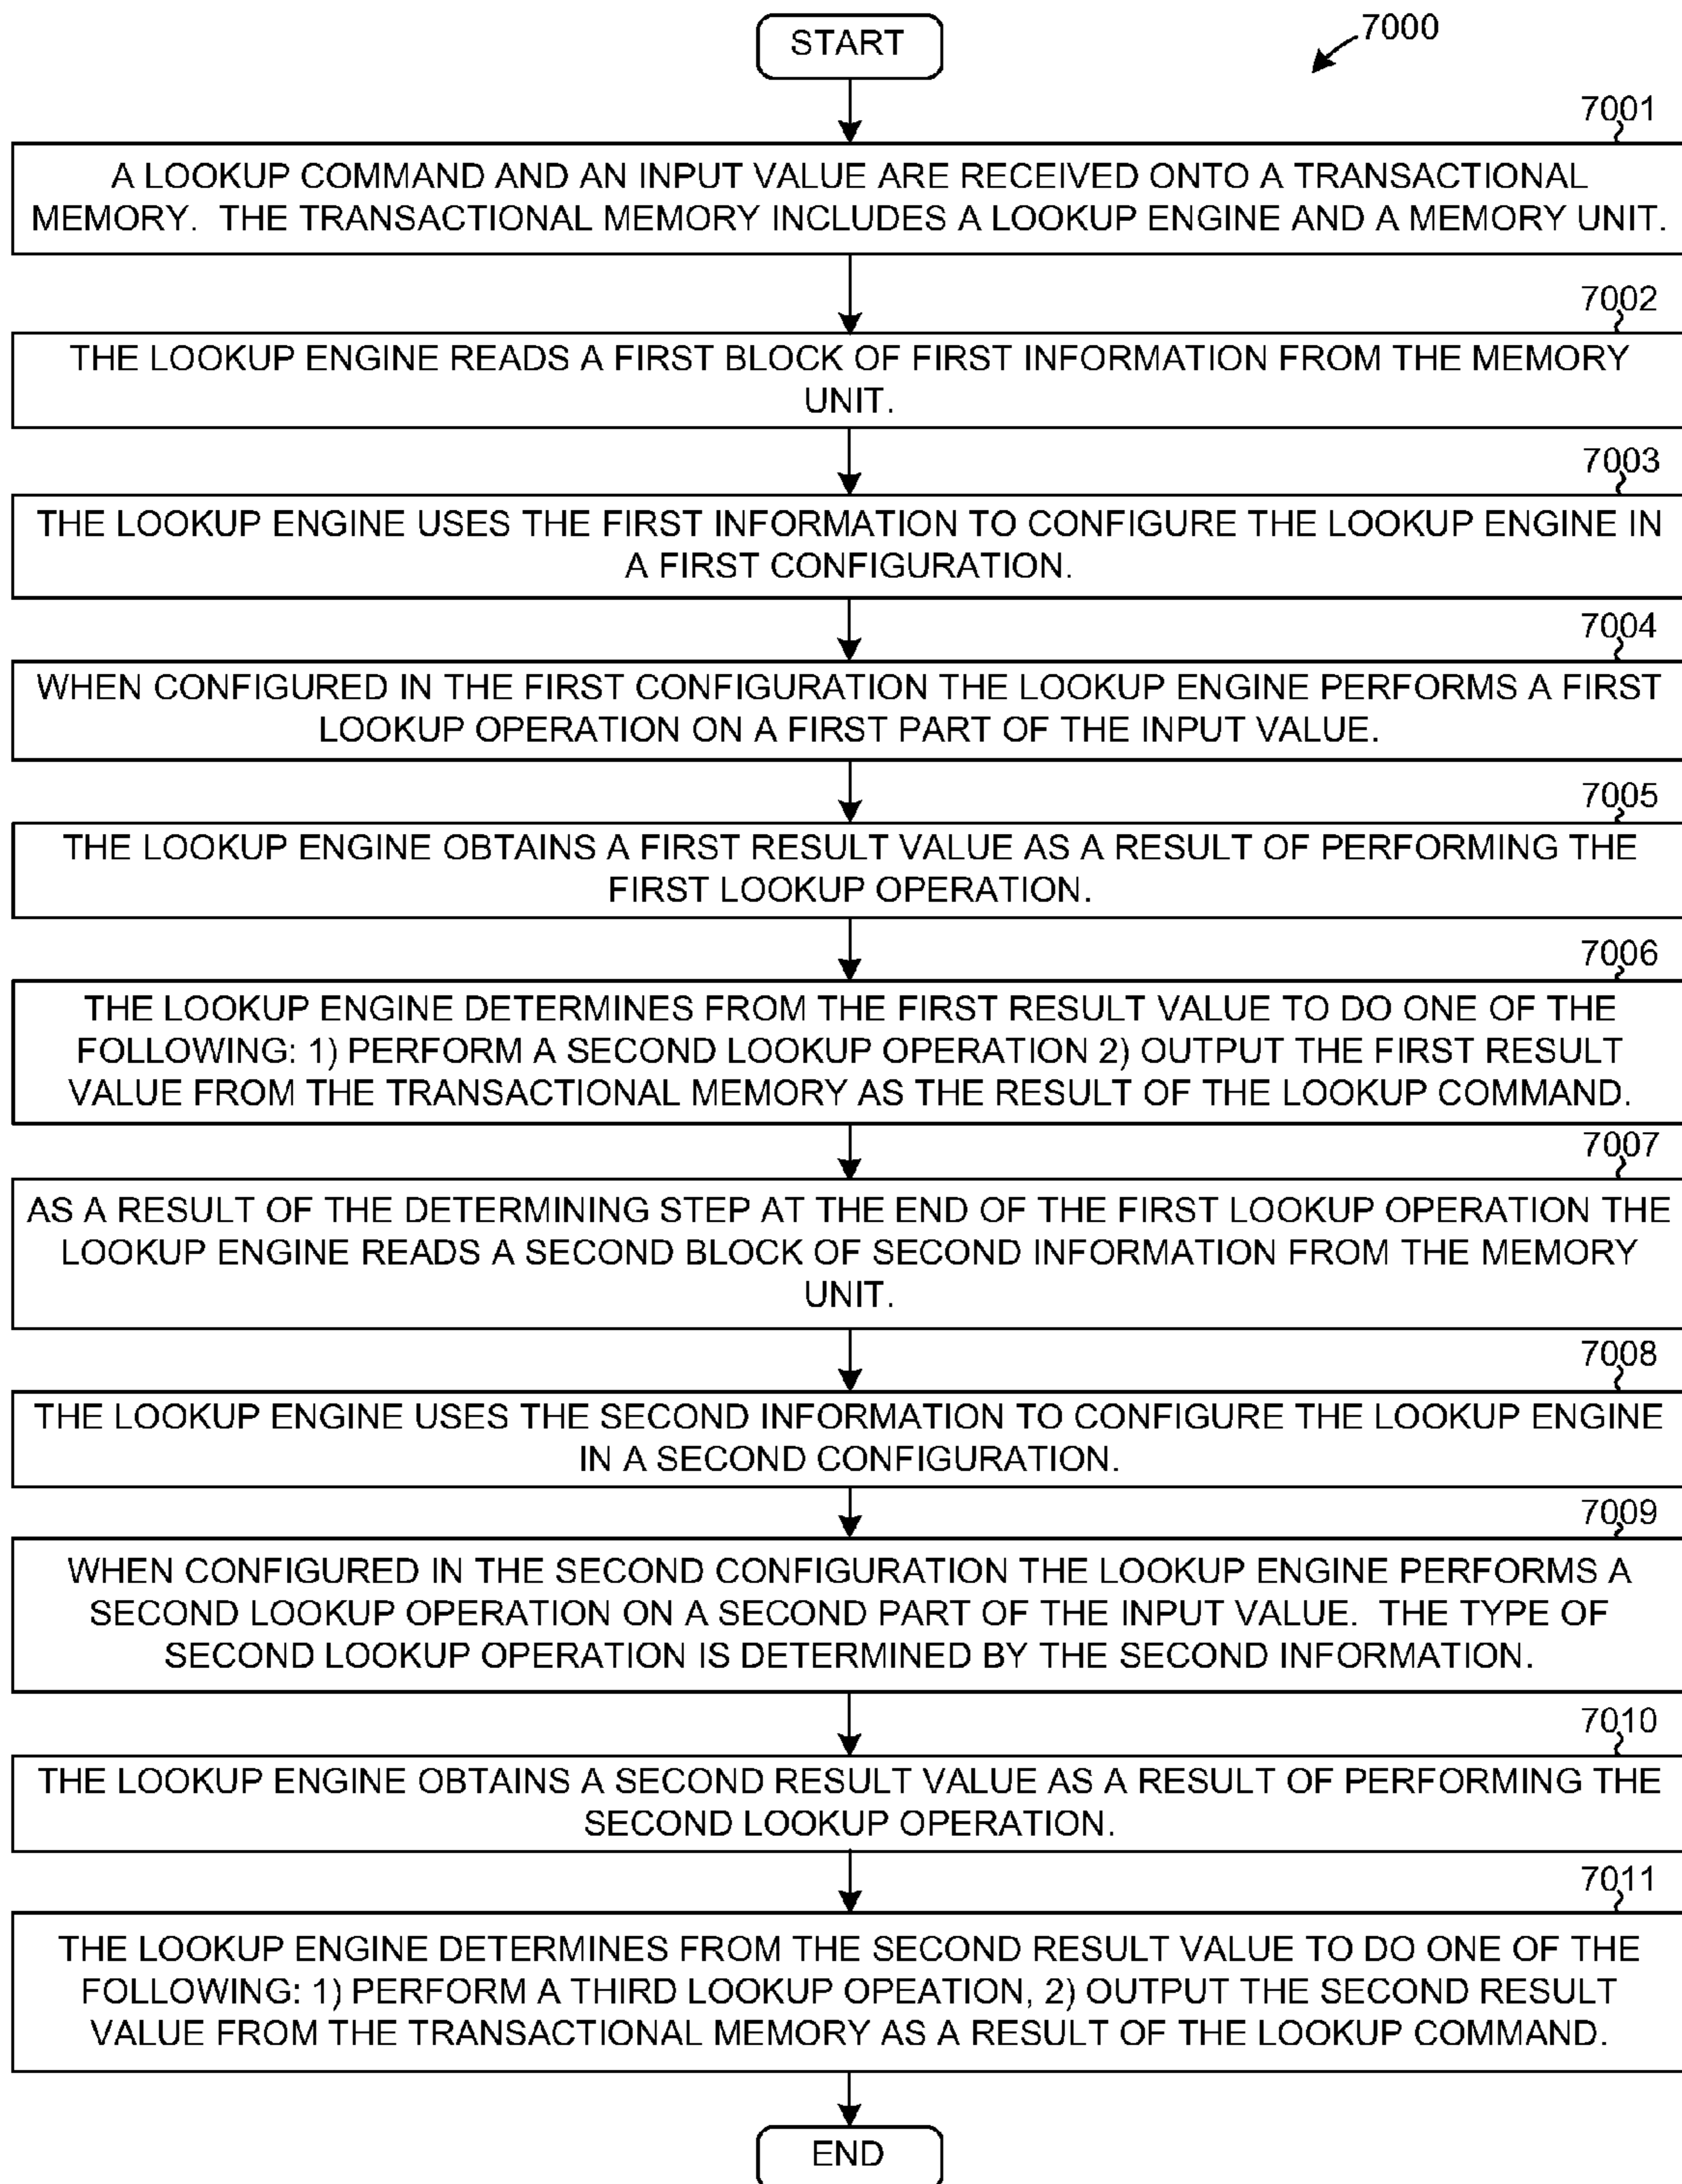 START
7000
7001
A LOOKUP COMMAND AND AN INPUT VALUE ARE RECEIVED ONTO A TRANSACTIONAL
MEMORY. THE TRANSACTIONAL MEMORY INCLUDES A LOOKUP ENGINE AND A MEMORY UNIT.
7002
THE LOOKUP ENGINE READS A FIRST BLOCK OF FIRST INFORMATION FROM THE MEMORY
UNIT.
7003
THE LOOKUP ENGINE USES THE FIRST INFORMATION TO CONFIGURE THE LOOKUP ENGINE IN
A FIRST CONFIGURATION.
7004
WHEN CONFIGURED IN THE FIRST CONFIGURATION THE LOOKUP ENGINE PERFORMS A FIRST
LOOKUP OPERATION ON A FIRST PART OF THE INPUT VALUE.
7005
THE LOOKUP ENGINE OBTAINS A FIRST RESULT VALUE AS A RESULT OF PERFORMING THE
FIRST LOOKUP OPERATION.
7006
THE LOOKUP ENGINE DETERMINES FROM THE FIRST RESULT VALUE TO DO ONE OF THE
FOLLOWING: 1) PERFORM A SECOND LOOKUP OPERATION 2) OUTPUT THE FIRST RESULT
VALUE FROM THE TRANSACTIONAL MEMORY AS THE RESULT OF THE LOOKUP COMMAND.
7007
AS A RESULT OF THE DETERMINING STEP AT THE END OF THE FIRST LOOKUP OPERATION THE
LOOKUP ENGINE READS A SECOND BLOCK OF SECOND INFORMATION FROM THE MEMORY
UNIT.
7008
THE LOOKUP ENGINE USES THE SECOND INFORMATION TO CONFIGURE THE LOOKUP ENGINE
IN A SECOND CONFIGURATION.
7009
WHEN CONFIGURED IN THE SECOND CONFIGURATION THE LOOKUP ENGINE PERFORMS A
SECOND LOOKUP OPERATION ON A SECOND PART OF THE INPUT VALUE. THE TYPE OF
SECOND LOOKUP OPERATION IS DETERMINED BY THE SECOND INFORMATION.
7010
THE LOOKUP ENGINE OBTAINS A SECOND RESULT VALUE AS A RESULT OF PERFORMING THE
SECOND LOOKUP OPERATION.
7011
THE LOOKUP ENGINE DETERMINES FROM THE SECOND RESULT VALUE TO DO ONE OF THE
FOLLOWING: 1) PERFORM A THIRD LOOKUP OPEATION, 2) OUTPUT THE SECOND RESULT
VALUE FROM THE TRANSACTIONAL MEMORY AS A RESULT OF THE LOOKUP COMMAND.
END